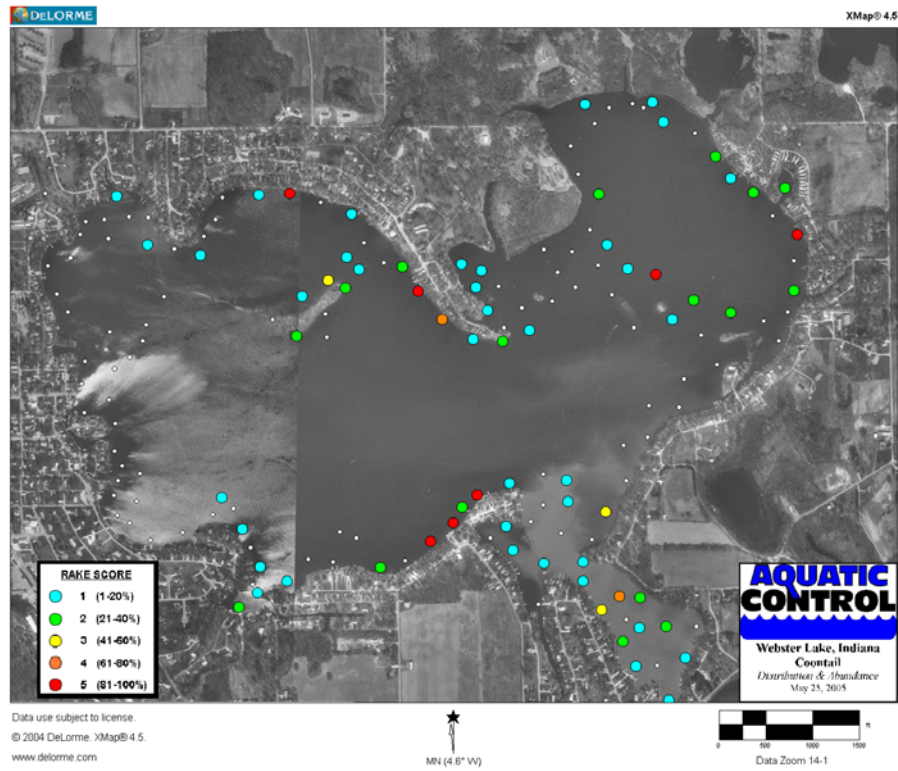 DELORME
XMap® 4.5
RAKE SCORE
1 (1-20%)
2 (21-40%)
3 (41-60%)
4 (61-80%)
5 (81-100%)
AQUATIC
CONTROL
Webster Lake, Indiana
Coontail
Distribution & Abundance
May 25, 2005
Data use subject to license.
© 2004 DeLorme. XMap® 4.5.
www.delorme.com
MN (4.6° W)
ft
0 500 1000 1500
Data Zoom 14-1